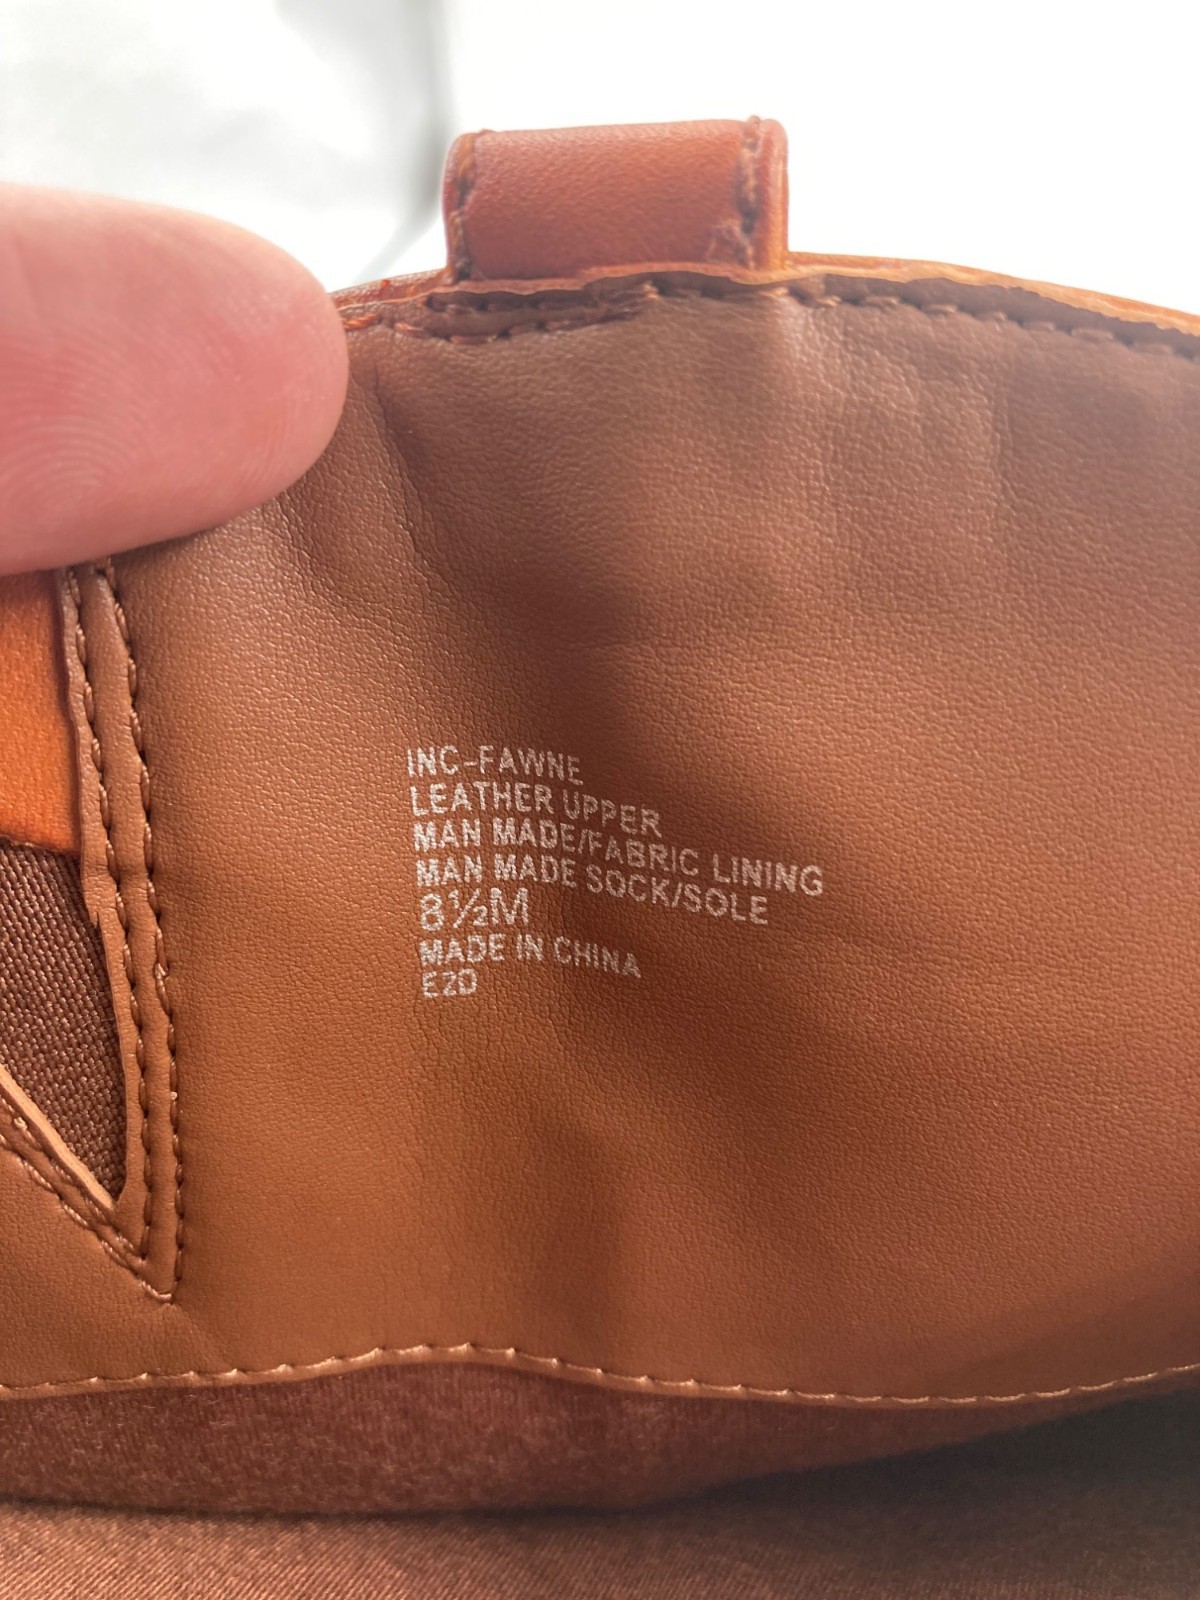 INC-FAWNE
LEATHER UPPER
MAN MADE/FABRIC LINING
MAN MADE SOCK/SOLE
8½M
MADE IN CHINA
E2D